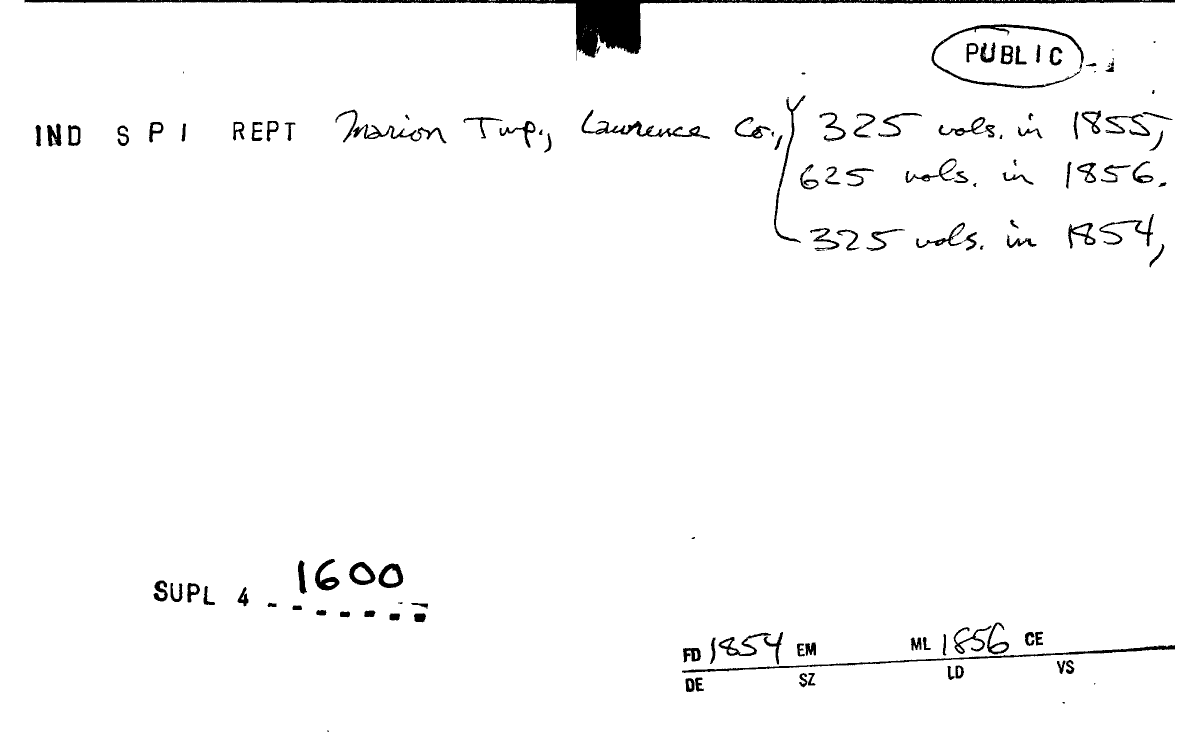 PUBLIC
IND S P I REPT Marion Twp., Lawrence Co., 325 vols. in 1855,
625 vols. in 1856.
325 vols. in 1854,
SUPL 4 1600
FD 1854 EM ML 1856 CE
DE SZ LD VS